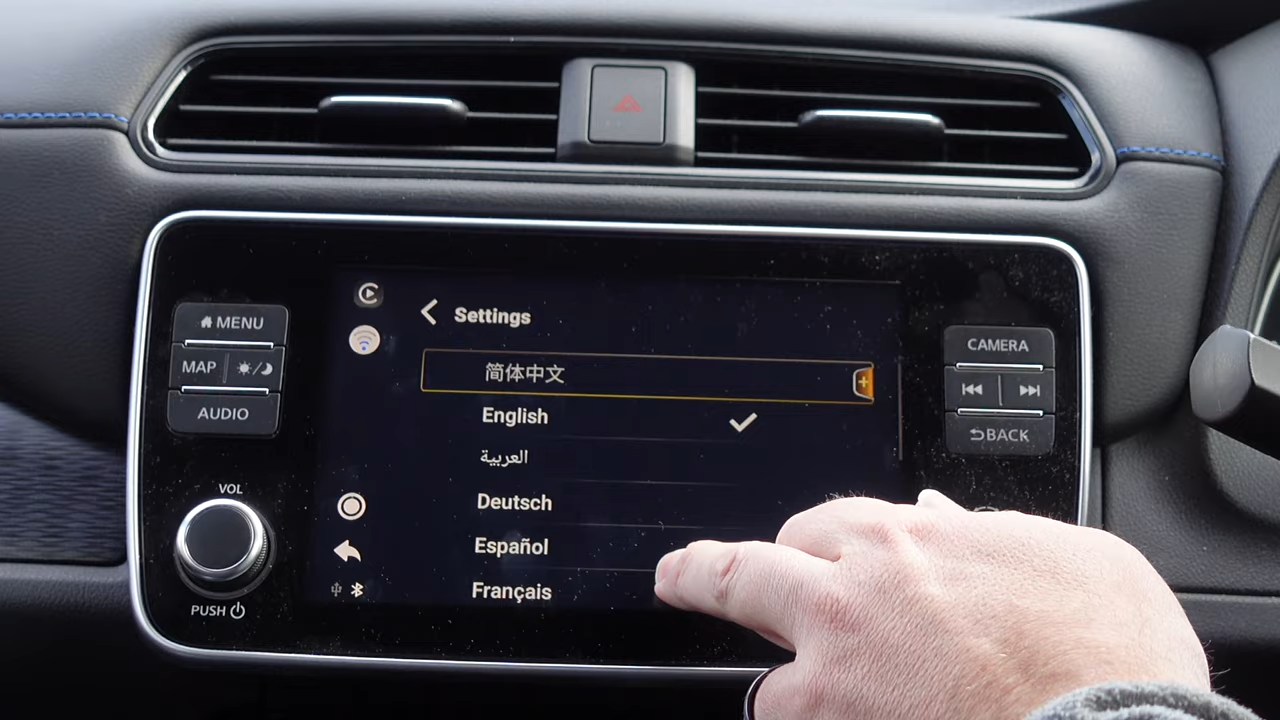 MENU
MAP
AUDIO
VOL
PUSH
Settings
简体中文
English
العربية
Deutsch
Español
Français
CAMERA
BACK